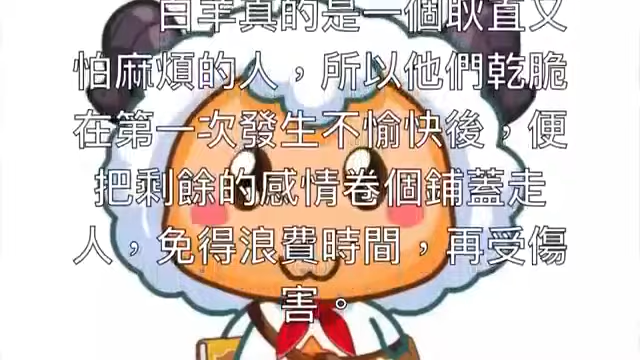 白羊真的是一個耿直又
怕麻煩的人，所以他們乾脆
在第一次發生不愉快後，便
把剩餘的感情卷個鋪蓋走
人，免得浪費時間，再受傷
害。